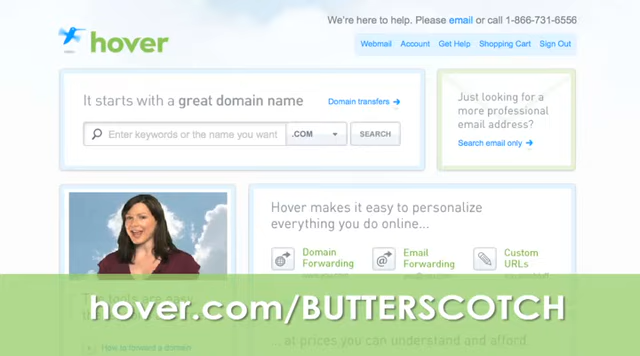 We're here to help. Please email or call 1-866-731-6556
hover
Webmail Account Get Help Shopping Cart Sign Out
It starts with a great domain name
Domain transfers
Enter keywords or the name you want
.COM
SEARCH
Just looking for a
more professional
email address?
Search email only
Hover makes it easy to personalize
everything you do online...
Domain
Forwarding
Email
Forwarding
Custom
URLs
hover.com/BUTTERSCOTCH
The tools are easy
How to forward a domain
...at prices you can understand and afford.